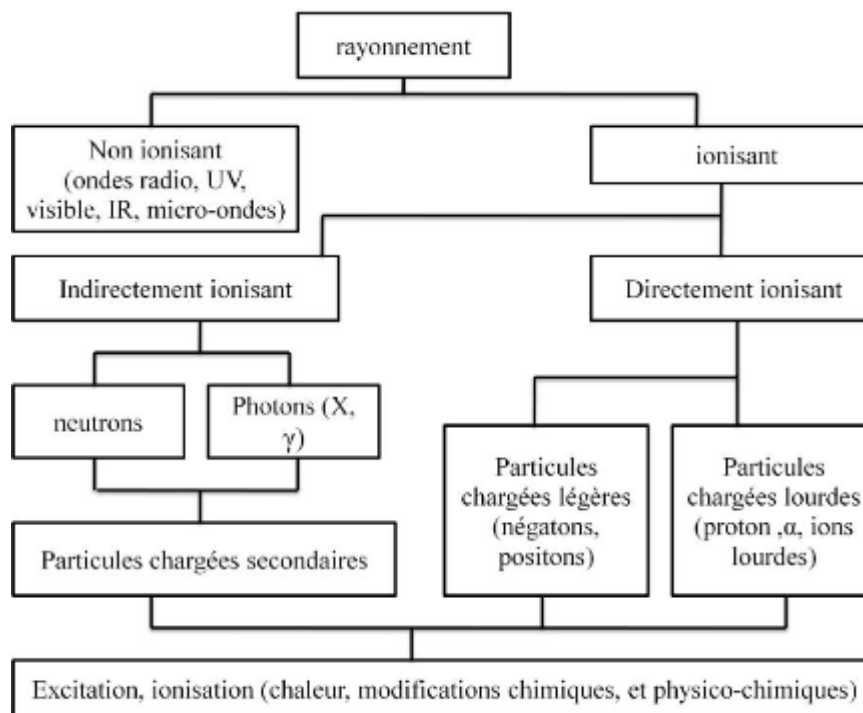 rayonnement
Non ionisant
(ondes radio, UV,
visible, IR, micro-ondes)
ionisant
Indirectement ionisant
Directement ionisant
neutrons
Photons (X,
γ)
Particules
chargées légères
(négatons,
positons)
Particules
chargées lourdes
(proton ,α, ions
lourdes)
Particules chargées secondaires
Excitation, ionisation (chaleur, modifications chimiques, et physico-chimiques)